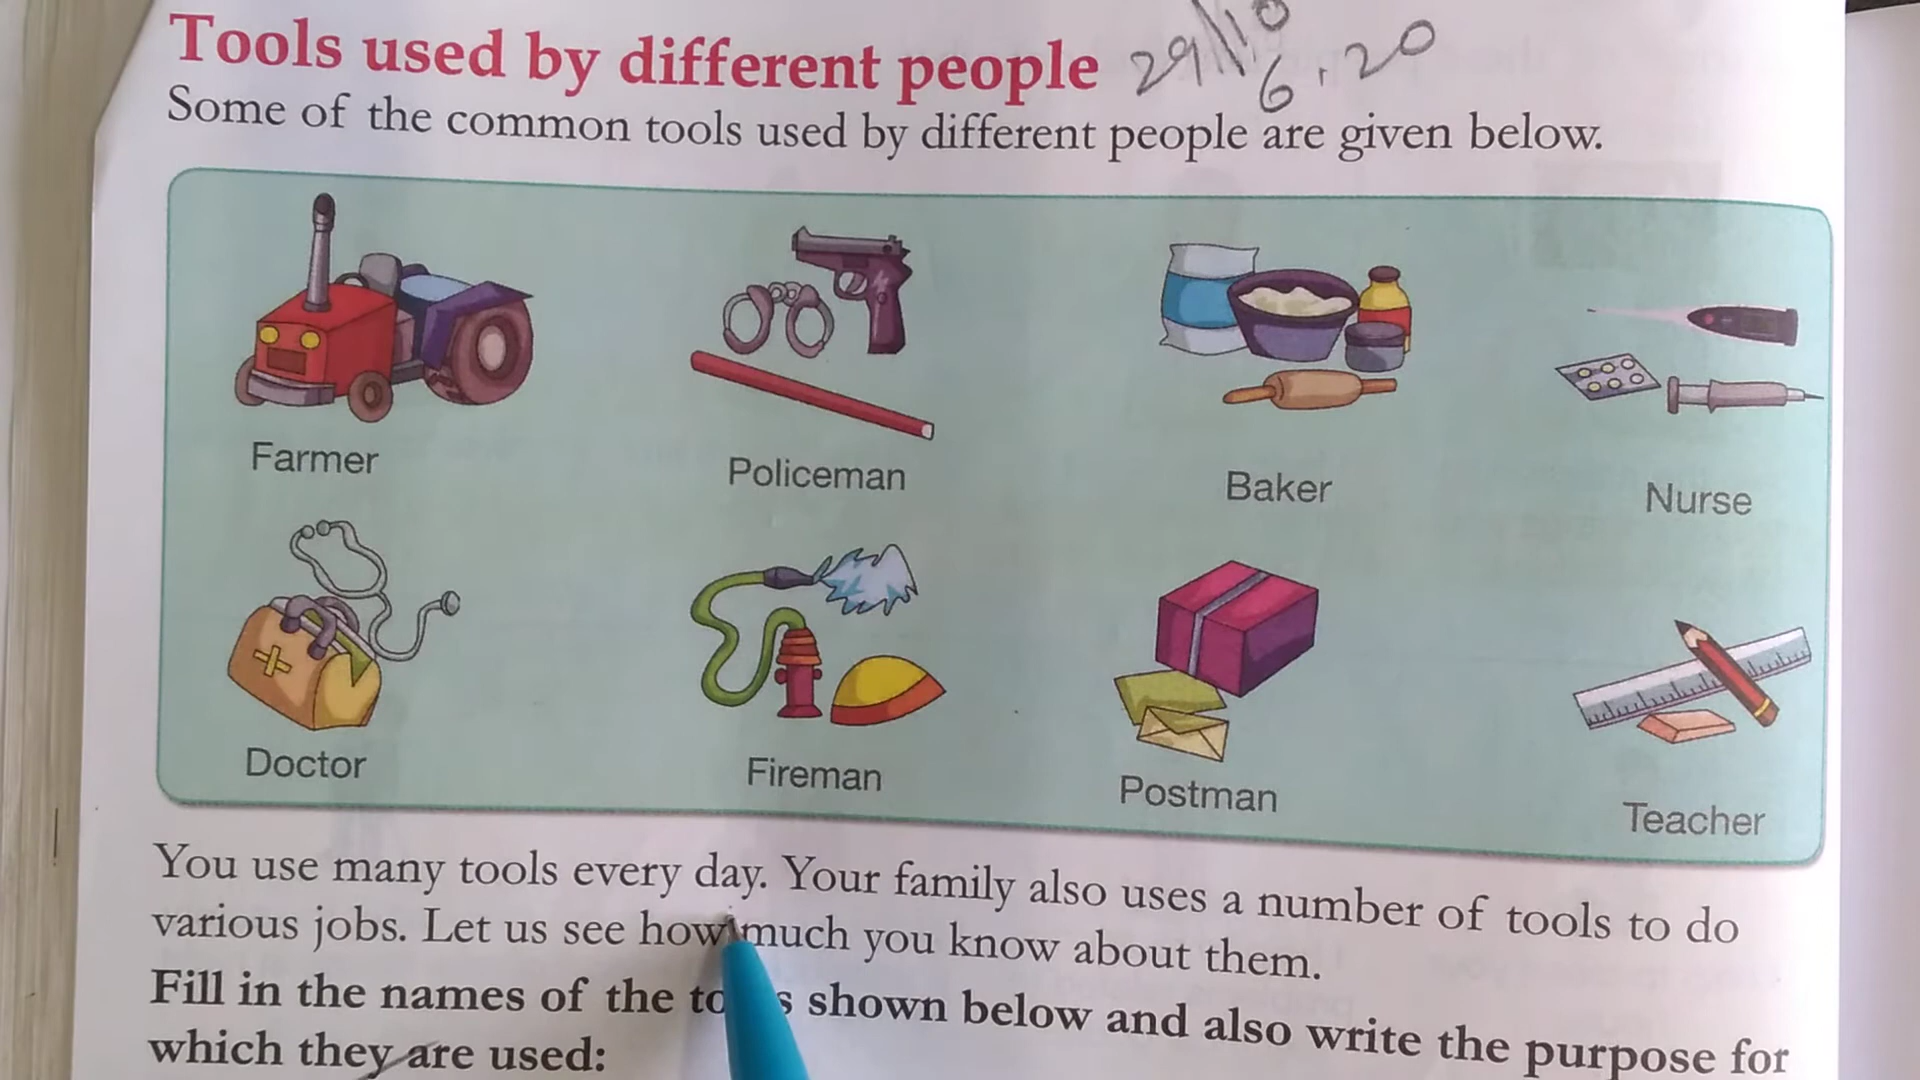 Tools used by different people 29/10
6.20
Some of the common tools used by different people are given below.
Farmer Policeman Baker Nurse
Doctor Fireman Postman Teacher
You use many tools every day. Your family also uses a number of tools to do
various jobs. Let us see how much you know about them.
Fill in the names of the shown below and also write the purpose for
which they are used: